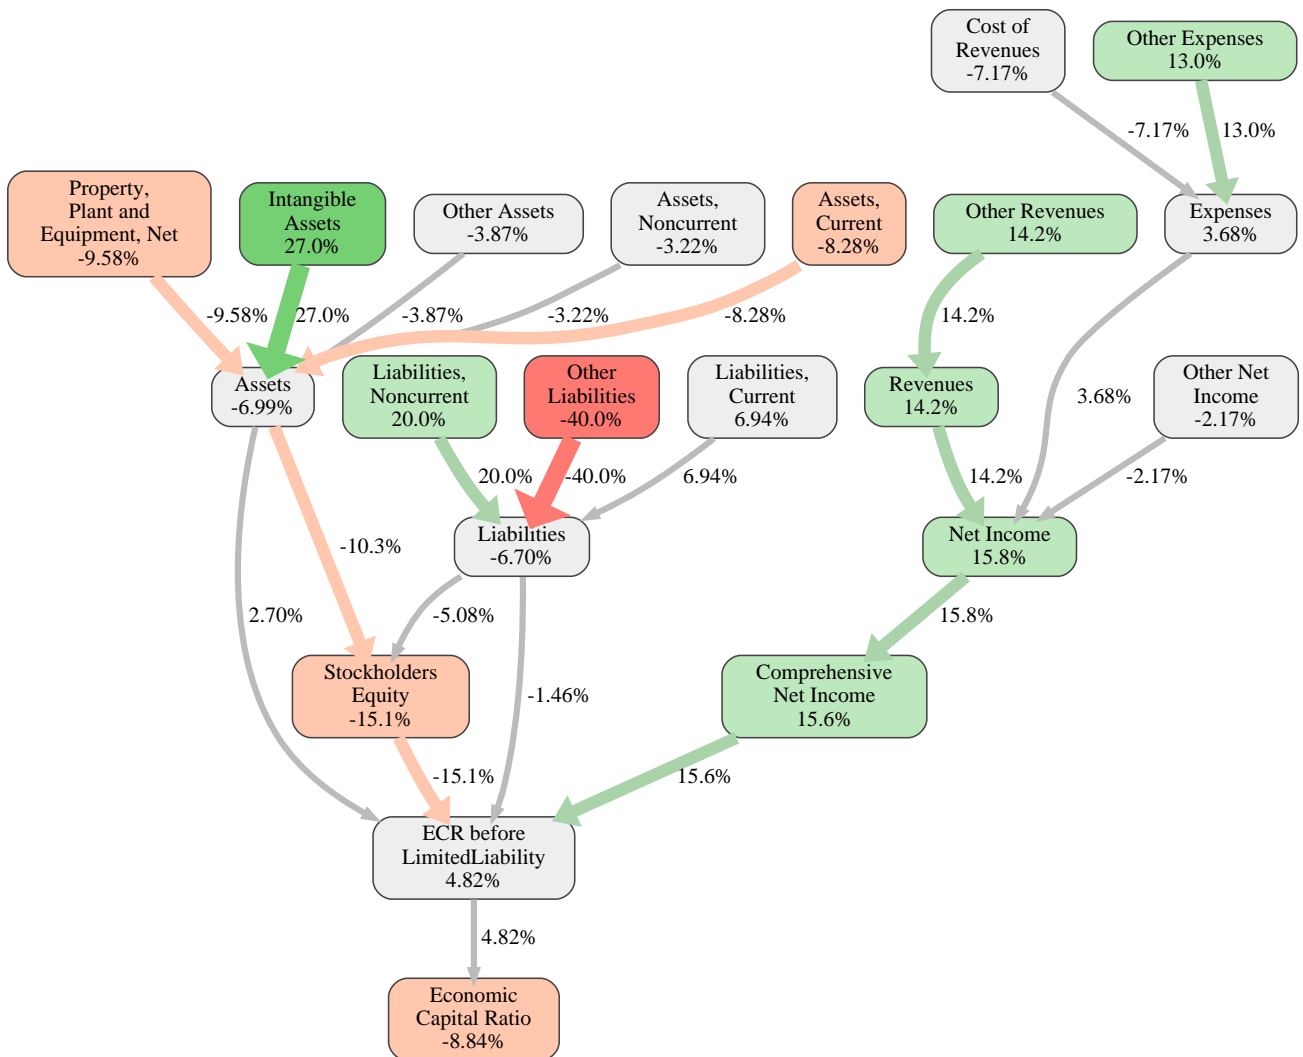 Cost of
Revenues
-7.17%
Other Expenses
13.0%
-7.17%
13.0%
Property,
Plant and
Equipment, Net
-9.58%
Intangible
Assets
27.0%
Other Assets
-3.87%
Assets,
Noncurrent
-3.22%
Assets,
Current
-8.28%
Other Revenues
14.2%
Expenses
3.68%
-9.58%
27.0%
-3.87%
-3.22%
-8.28%
14.2%
Assets
-6.99%
Liabilities,
Noncurrent
20.0%
Other
Liabilities
-40.0%
Liabilities,
Current
6.94%
Revenues
14.2%
3.68%
Other Net
Income
-2.17%
20.0%
-40.0%
6.94%
14.2%
-2.17%
-10.3%
Liabilities
-6.70%
Net Income
15.8%
2.70%
-5.08%
15.8%
Stockholders
Equity
-15.1%
-1.46%
Comprehensive
Net Income
15.6%
-15.1%
15.6%
ECR before
LimitedLiability
4.82%
4.82%
Economic
Capital Ratio
-8.84%